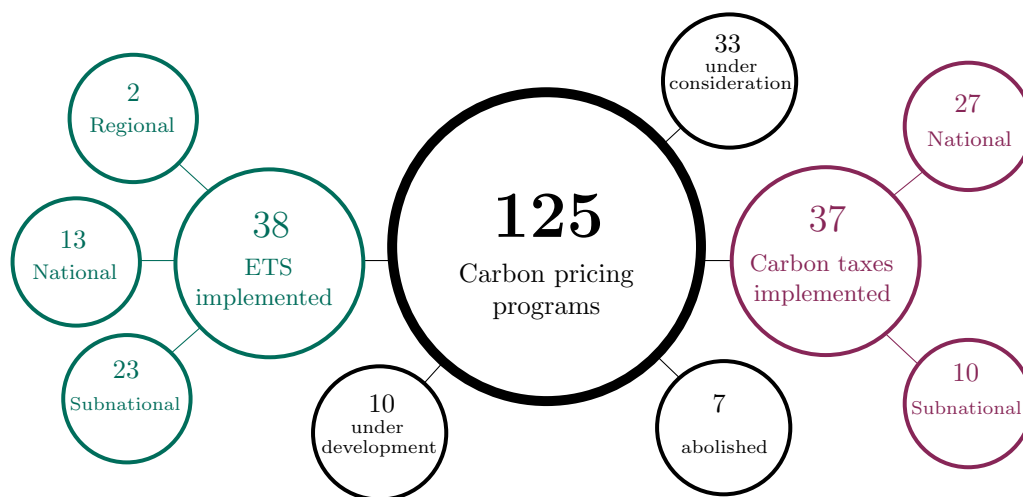 2
Regional
13
National
23
Subnational
38
ETS
implemented
125
Carbon pricing
programs
33
under
consideration
10
under
development
7
abolished
37
Carbon taxes
implemented
27
National
10
Subnational